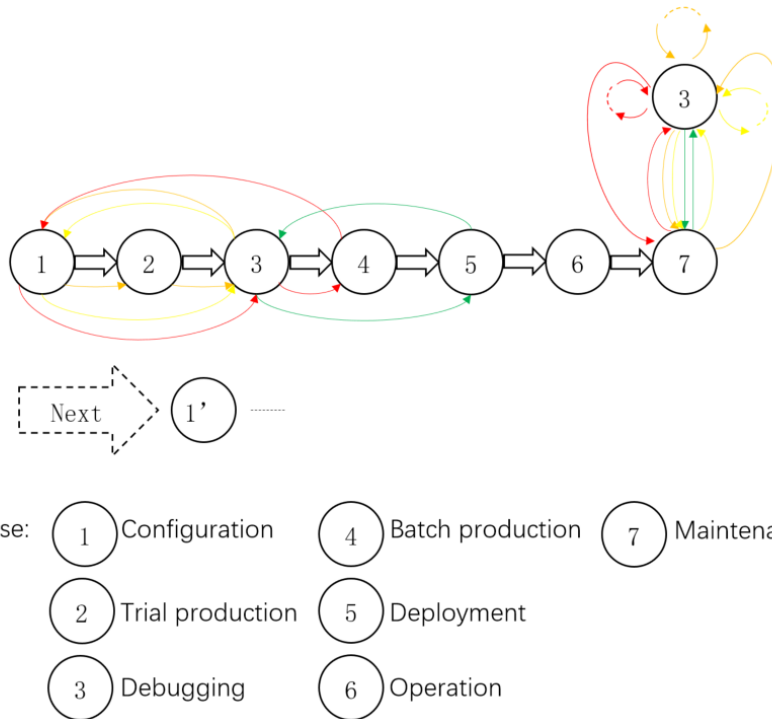 3
1 2 3 4 5 6 7
Next 1’
se: 1 Configuration 4 Batch production 7 Maintena
2 Trial production 5 Deployment
3 Debugging 6 Operation